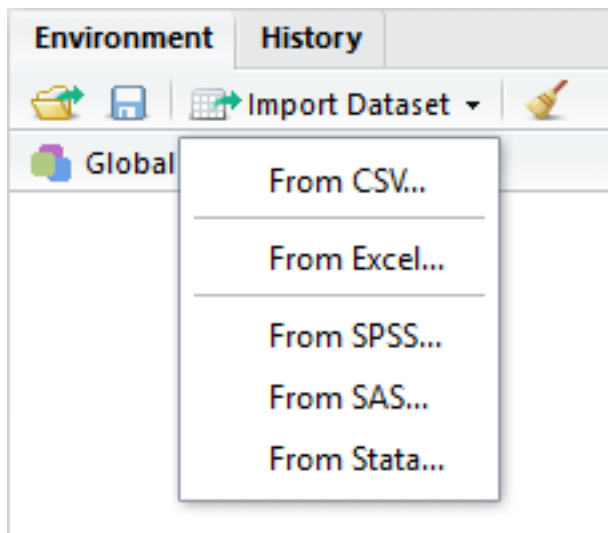 Environment History
Import Dataset
Global
From CSV...
From Excel...
From SPSS...
From SAS...
From Stata...